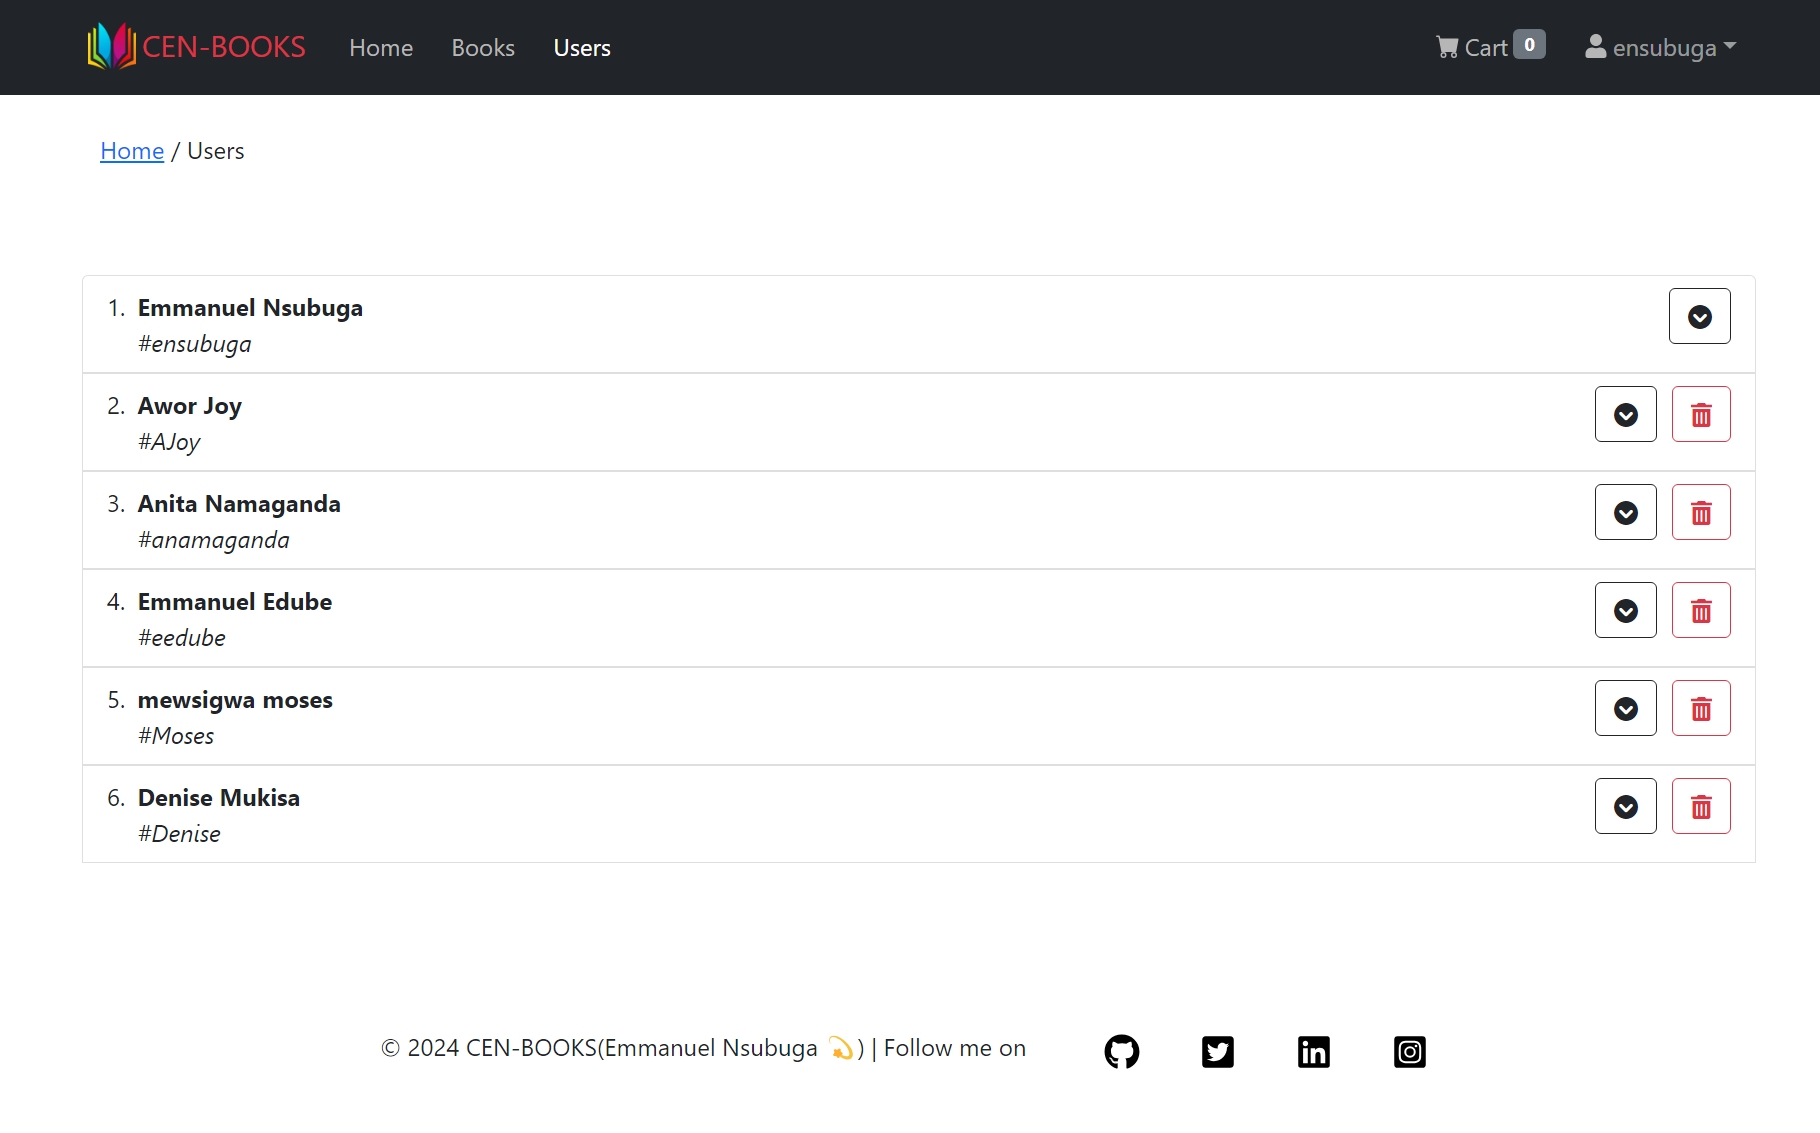 CEN-BOOKS Home Books Users Cart 0 ensubuga
Home / Users
1. Emmanuel Nsubuga
#ensubuga
2. Awor Joy
#AJoy
3. Anita Namaganda
#anamaganda
4. Emmanuel Edube
#eedube
5. mewsigwa moses
#Moses
6. Denise Mukisa
#Denise
© 2024 CEN-BOOKS(Emmanuel Nsubuga 💫) | Follow me on